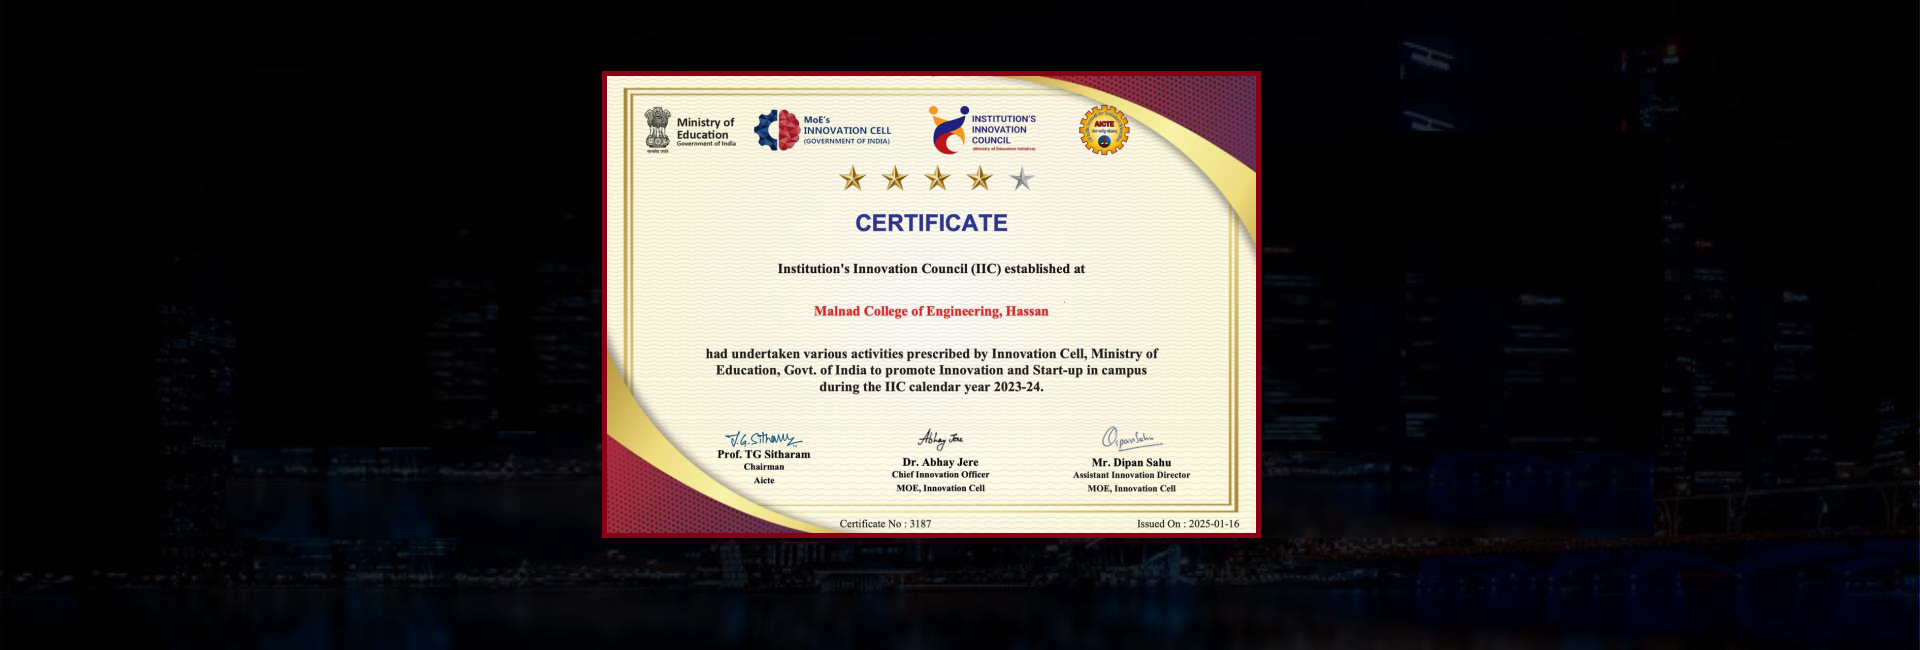 Ministry of
Education
Government of India
MoE's
INNOVATION CELL
(GOVERNMENT OF INDIA)
INSTITUTION'S
INNOVATION
COUNCIL
(Ministry of Education Initiative)
AICTE
CERTIFICATE
Institution's Innovation Council (IIC) established at
Malnad College of Engineering, Hassan
had undertaken various activities prescribed by Innovation Cell, Ministry of
Education, Govt. of India to promote Innovation and Start-up in campus
during the IIC calendar year 2023-24.
T.G.Sitharam
Prof. TG Sitharam
Chairman
Aicte
Abhay Jere
Dr. Abhay Jere
Chief Innovation Officer
MOE, Innovation Cell
Dipan Sahu
Mr. Dipan Sahu
Assistant Innovation Director
MOE, Innovation Cell
Certificate No : 3187
Issued On : 2025-01-16